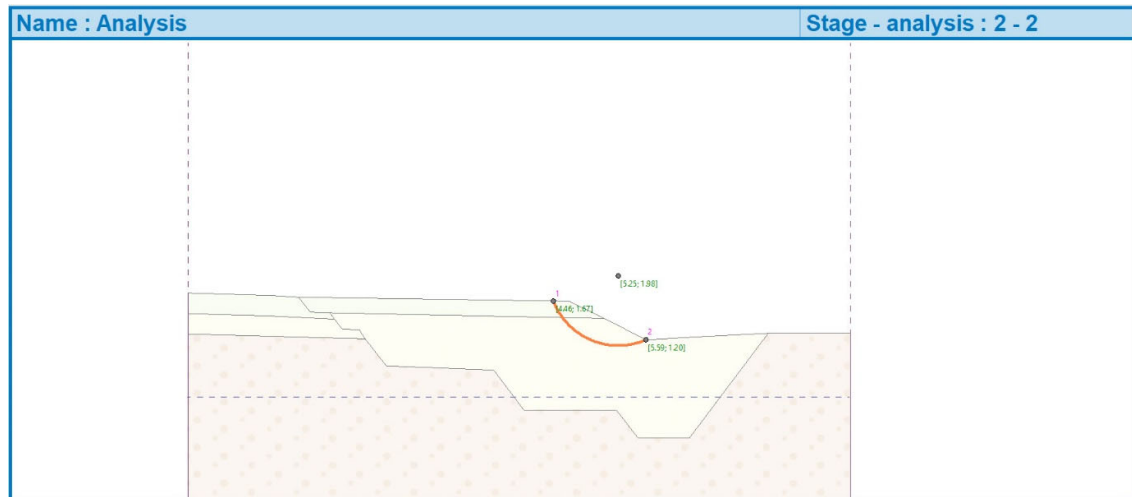 Name : Analysis
Stage - analysis : 2 - 2
[5.25; 1.98]
1
[4.46; 1.67]
2
[5.59; 1.20]